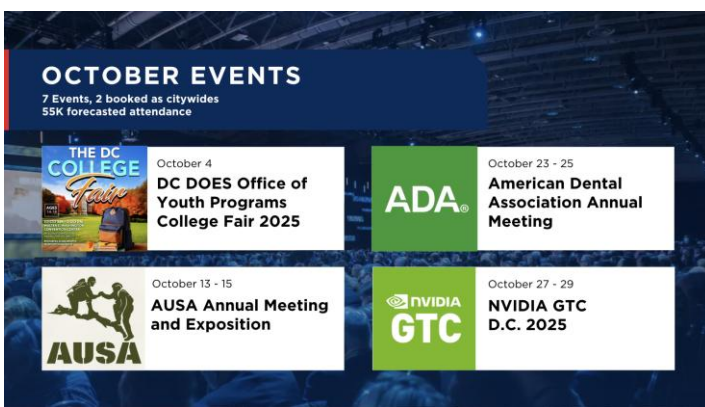 OCTOBER EVENTS
7 Events, 2 booked as citywides
55K forecasted attendance
THE DC
COLLEGE
Fair
October 4
DC DOES Office of
Youth Programs
College Fair 2025
ADA®
October 23 - 25
American Dental
Association Annual
Meeting
AUSA
October 13 - 15
AUSA Annual Meeting
and Exposition
NVIDIA
GTC
October 27 - 29
NVIDIA GTC
D.C. 2025